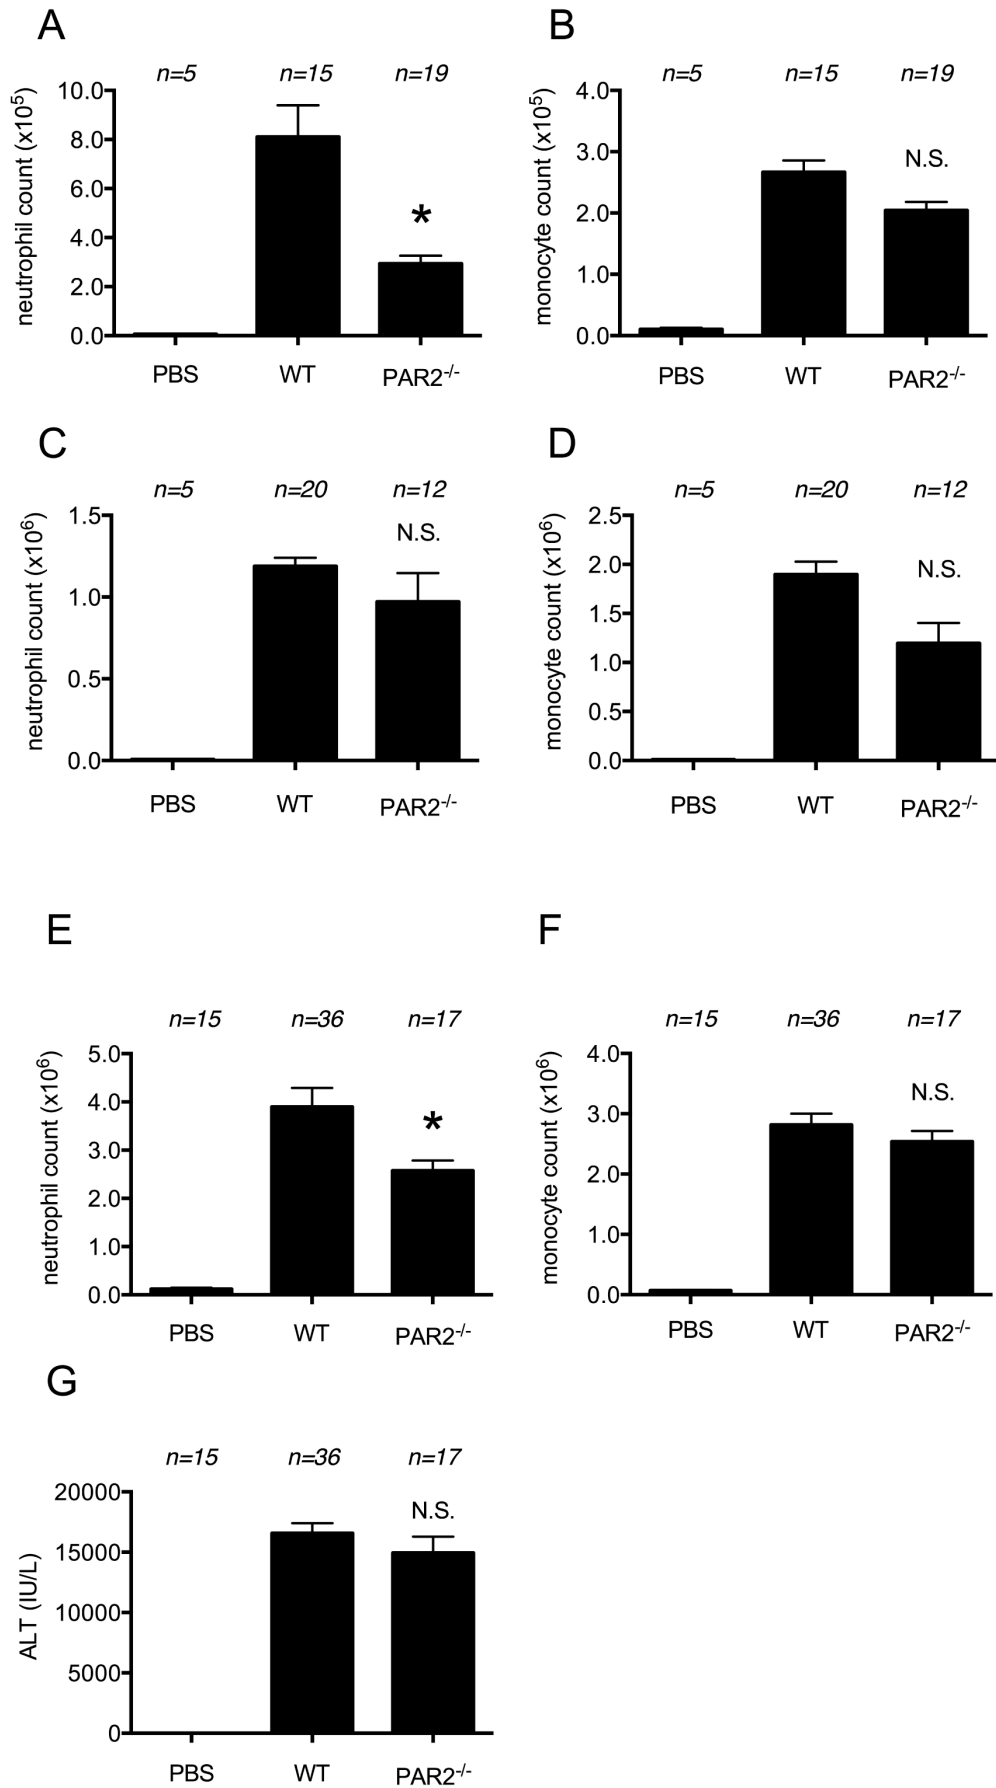 A
n=5 n=15 n=19
neutrophil count (x10⁵)
10.0
8.0
6.0
4.0
2.0
0.0
*
PBS WT PAR2⁻/⁻
B
n=5 n=15 n=19
monocyte count (x10⁵)
4.0
3.0
2.0
1.0
0.0
N.S.
PBS WT PAR2⁻/⁻
C
n=5 n=20 n=12
neutrophil count (x10⁶)
1.5
1.0
0.5
0.0
N.S.
PBS WT PAR2⁻/⁻
D
n=5 n=20 n=12
monocyte count (x10⁶)
2.5
2.0
1.5
1.0
0.5
0.0
N.S.
PBS WT PAR2⁻/⁻
E
n=15 n=36 n=17
neutrophil count (x10⁶)
5.0
4.0
3.0
2.0
1.0
0.0
*
PBS WT PAR2⁻/⁻
F
n=15 n=36 n=17
monocyte count (x10⁶)
4.0
3.0
2.0
1.0
0.0
N.S.
PBS WT PAR2⁻/⁻
G
n=15 n=36 n=17
ALT (IU/L)
20000
15000
10000
5000
0
N.S.
PBS WT PAR2⁻/⁻